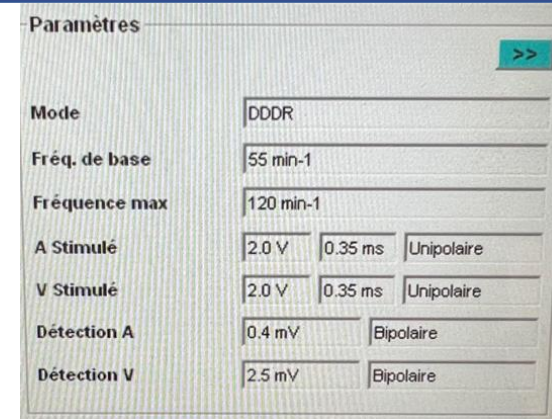 Paramètres
>>
Mode DDDR
Fréq. de base 55 min-1
Fréquence max 120 min-1
A Stimulé 2.0 V 0.35 ms Unipolaire
V Stimulé 2.0 V 0.35 ms Unipolaire
Détection A 0.4 mV Bipolaire
Détection V 2.5 mV Bipolaire